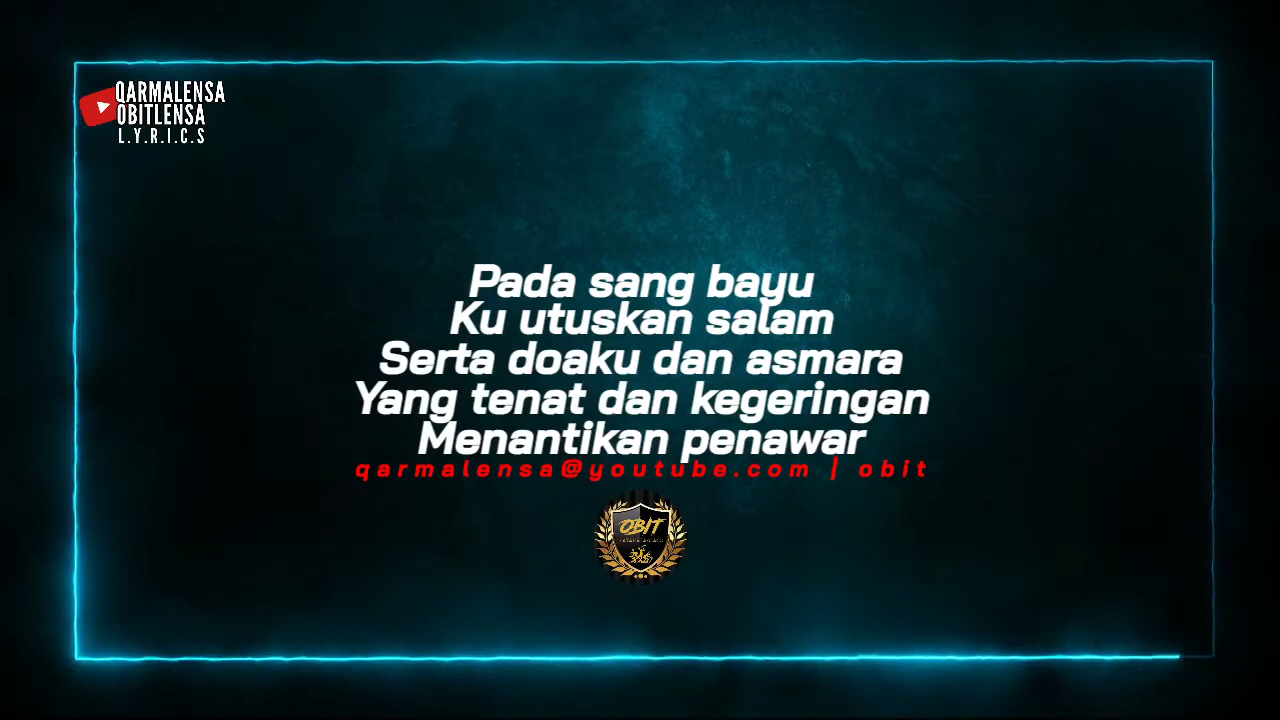 QARMALENSA
OBITLENSA
L.Y.R.I.C.S
Pada sang bayu
Ku utuskan salam
Serta doaku dan asmara
Yang tenat dan kegeringan
Menantikan penawar
qarmalensa@youtube.com | obit
OBIT